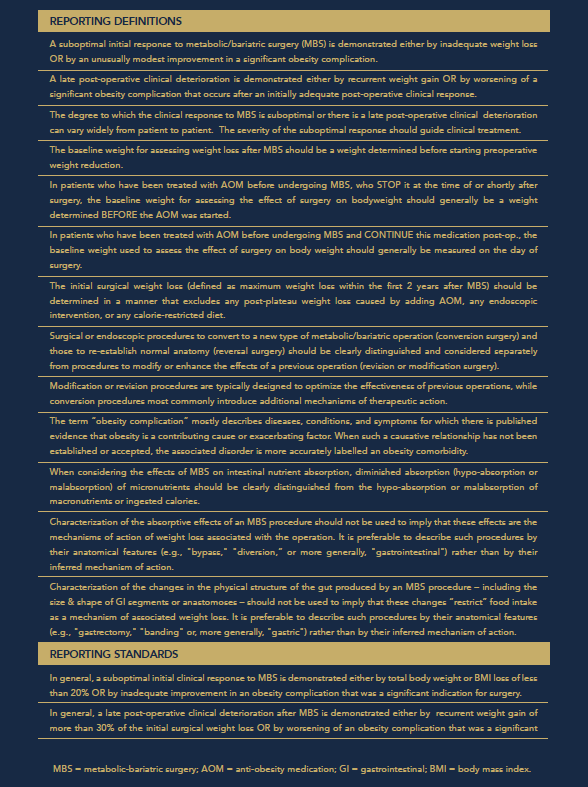 REPORTING DEFINITIONS
A suboptimal initial response to metabolic/bariatric surgery (MBS) is demonstrated either by inadequate weight loss
OR by an unusually modest improvement in a significant obesity complication.
A late post-operative clinical deterioration is demonstrated either by recurrent weight gain OR by worsening of a
significant obesity complication that occurs after an initially adequate post-operative clinical response.
The degree to which the clinical response to MBS is suboptimal or there is a late post-operative clinical deterioration
can vary widely from patient to patient. The severity of the suboptimal response should guide clinical treatment.
The baseline weight for assessing weight loss after MBS should be a weight determined before starting preoperative
weight reduction.
In patients who have been treated with AOM before undergoing MBS, who STOP it at the time of or shortly after
surgery, the baseline weight for assessing the effect of surgery on bodyweight should generally be a weight
determined BEFORE the AOM was started.
In patients who have been treated with AOM before undergoing MBS and CONTINUE this medication post-op., the
baseline weight used to assess the effect of surgery on body weight should generally be measured on the day of
surgery.
The initial surgical weight loss (defined as maximum weight loss within the first 2 years after MBS) should be
determined in a manner that excludes any post-plateau weight loss caused by adding AOM, any endoscopic
intervention, or any calorie-restricted diet.
Surgical or endoscopic procedures to convert to a new type of metabolic/bariatric operation (conversion surgery) and
those to re-establish normal anatomy (reversal surgery) should be clearly distinguished and considered separately
from procedures to modify or enhance the effects of a previous operation (revision or modification surgery).
Modification or revision procedures are typically designed to optimize the effectiveness of previous operations, while
conversion procedures most commonly introduce additional mechanisms of therapeutic action.
The term "obesity complication" mostly describes diseases, conditions, and symptoms for which there is published
evidence that obesity is a contributing cause or exacerbating factor. When such a causative relationship has not been
established or accepted, the associated disorder is more accurately labelled an obesity comorbidity.
When considering the effects of MBS on intestinal nutrient absorption, diminished absorption (hypo-absorption or
malabsorption) of micronutrients should be clearly distinguished from the hypo-absorption or malabsorption of
macronutrients or ingested calories.
Characterization of the absorptive effects of an MBS procedure should not be used to imply that these effects are the
mechanisms of action of weight loss associated with the operation. It is preferable to describe such procedures by
their anatomical features (e.g., "bypass," "diversion," or more generally, "gastrointestinal") rather than by their
inferred mechanism of action.
Characterization of the changes in the physical structure of the gut produced by an MBS procedure – including the
size & shape of GI segments or anastomoses – should not be used to imply that these changes "restrict" food intake
as a mechanism of associated weight loss. It is preferable to describe such procedures by their anatomical features
(e.g., "gastrectomy," "banding" or, more generally, "gastric") rather than by their inferred mechanism of action.
REPORTING STANDARDS
In general, a suboptimal initial clinical response to MBS is demonstrated either by total body weight or BMI loss of less
than 20% OR by inadequate improvement in an obesity complication that was a significant indication for surgery.
In general, a late post-operative clinical deterioration after MBS is demonstrated either by recurrent weight gain of
more than 30% of the initial surgical weight loss OR by worsening of an obesity complication that was a significant
MBS = metabolic-bariatric surgery; AOM = anti-obesity medication; GI = gastrointestinal; BMI = body mass index.